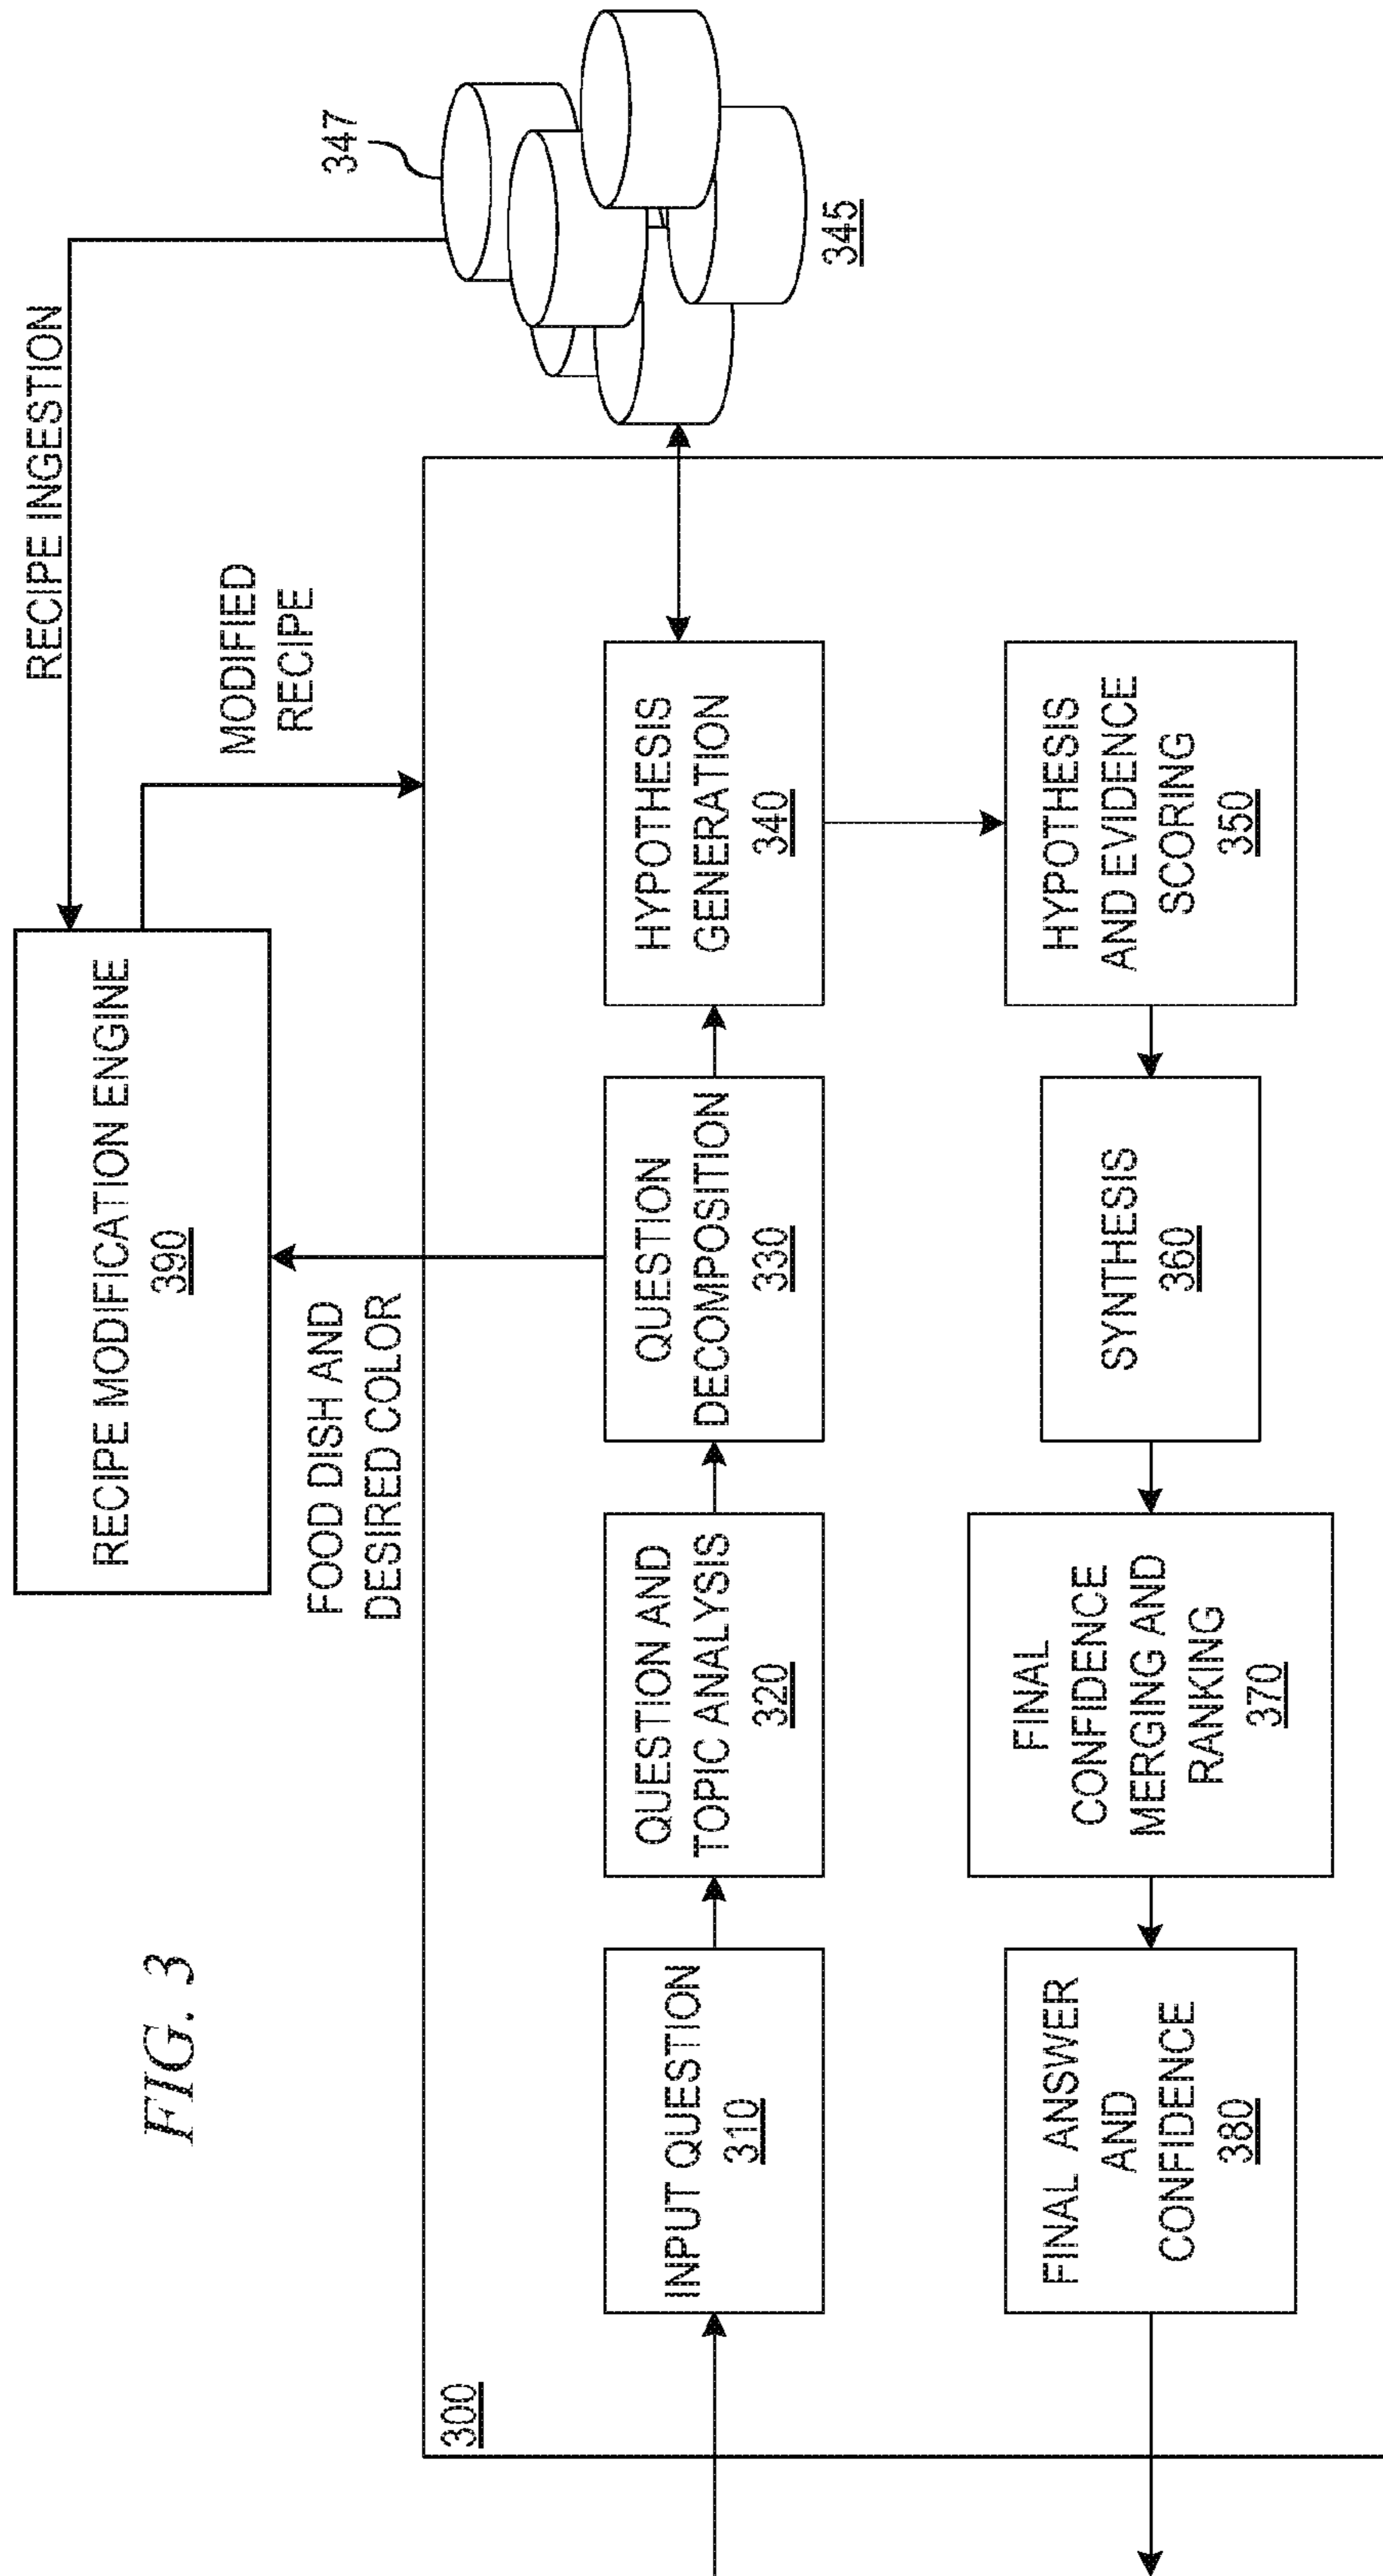 FIG. 3
RECIPE MODIFICATION ENGINE
390
RECIPE INGESTION
MODIFIED
RECIPE
347
345
FOOD DISH AND
DESIRED COLOR
300
INPUT QUESTION
310
QUESTION AND
TOPIC ANALYSIS
320
QUESTION
DECOMPOSITION
330
HYPOTHESIS
GENERATION
340
FINAL ANSWER
AND
CONFIDENCE
380
FINAL
CONFIDENCE
MERGING AND
RANKING
370
SYNTHESIS
360
HYPOTHESIS
AND EVIDENCE
SCORING
350